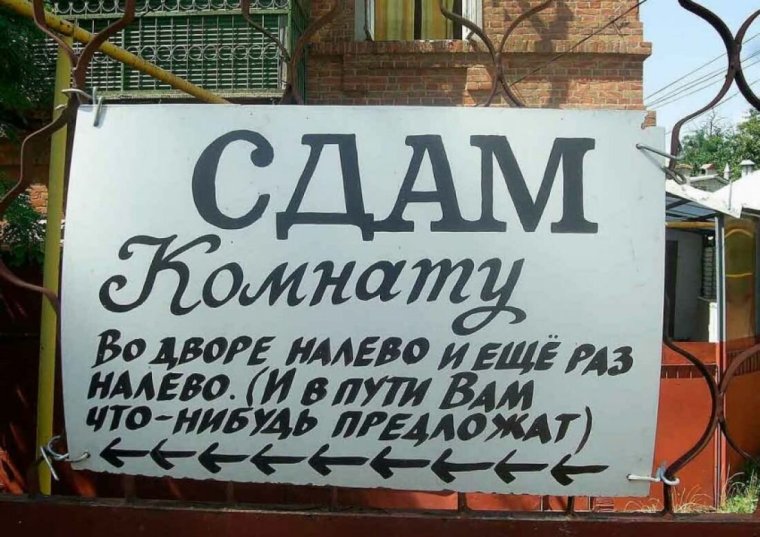 СДАМ
Комнату
Во дворе налево и ещё раз
налево. (И в пути Вам
что-нибудь предложат)